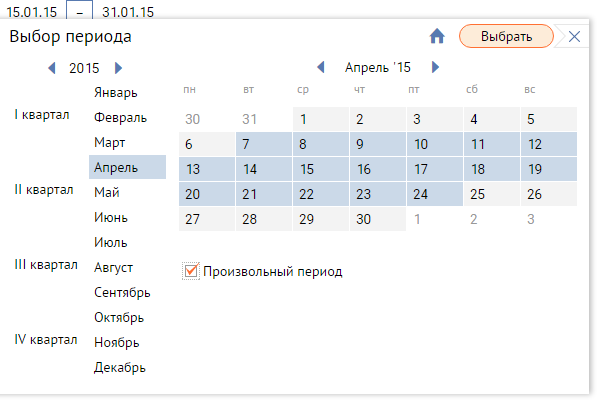 15.01.15 – 31.01.15
Выбор периода
Выбрать
2015
Апрель '15
Январь
I квартал
Февраль
Март
Апрель
II квартал
Май
Июнь
Июль
III квартал
Август
Сентябрь
Октябрь
IV квартал
Ноябрь
Декабрь
пн вт ср чт пт сб вс
30 31 1 2 3 4 5
6 7 8 9 10 11 12
13 14 15 16 17 18 19
20 21 22 23 24 25 26
27 28 29 30 1 2 3
Произвольный период